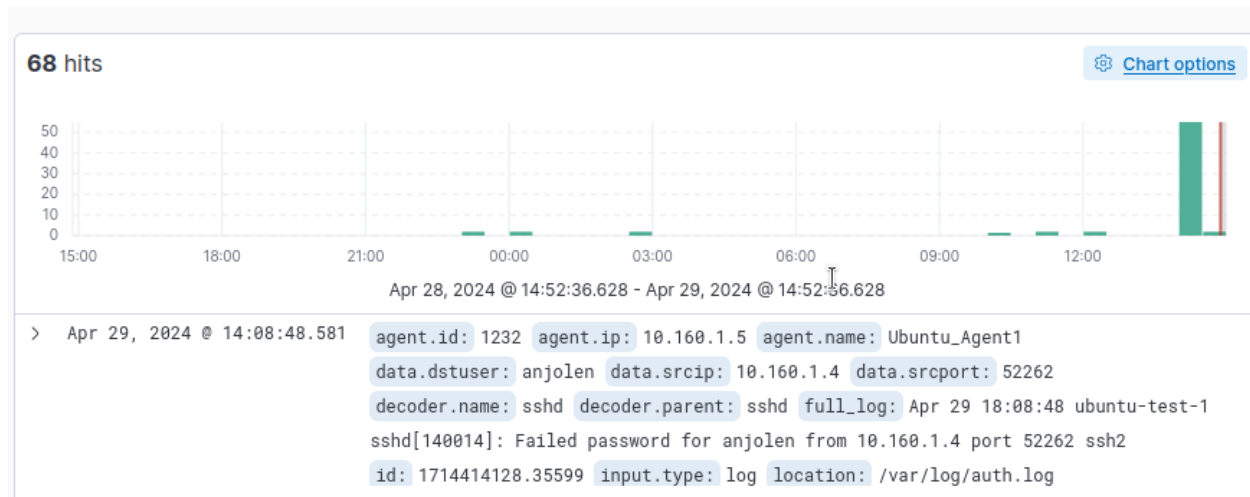 68 hits
Chart options
50
40
30
20
10
0
15:00 18:00 21:00 00:00 03:00 06:00 09:00 12:00
Apr 28, 2024 @ 14:52:36.628 - Apr 29, 2024 @ 14:52:36.628
Apr 29, 2024 @ 14:08:48.581 agent.id: 1232 agent.ip: 10.160.1.5 agent.name: Ubuntu_Agent1
data.dstuser: anjolen data.srcip: 10.160.1.4 data.srcport: 52262
decoder.name: sshd decoder.parent: sshd full_log: Apr 29 18:08:48 ubuntu-test-1
sshd[140014]: Failed password for anjolen from 10.160.1.4 port 52262 ssh2
id: 1714414128.35599 input.type: log location: /var/log/auth.log